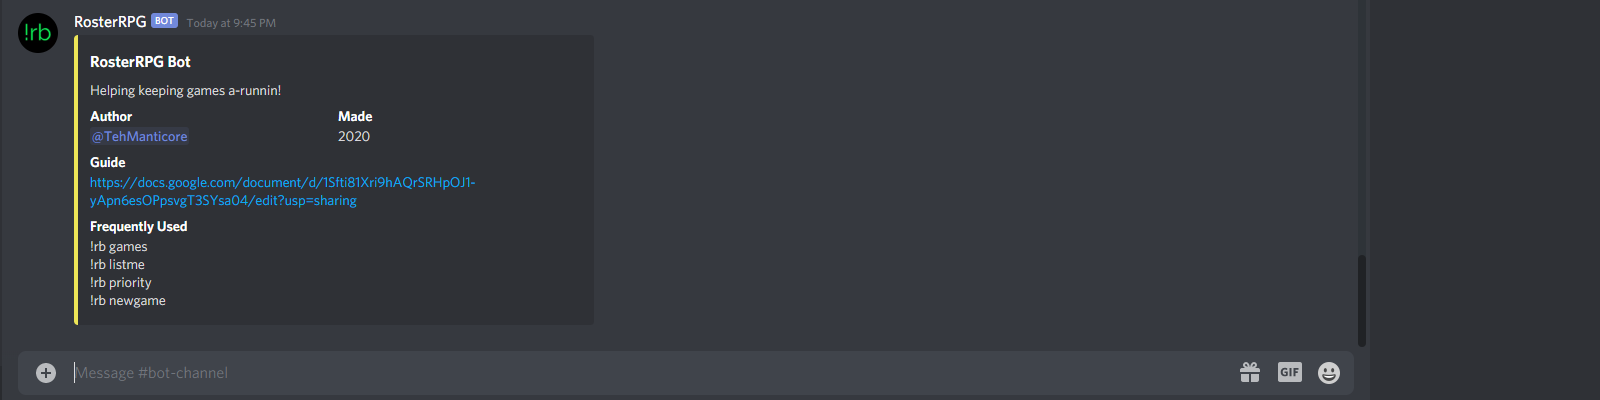 !rb
RosterRPG BOT Today at 9:45 PM
RosterRPG Bot
Helping keeping games a-runnin!
Author Made
@TehManticore 2020
Guide
https://docs.google.com/document/d/1Sfti81Xri9hAQrSRHpOJ1-
yApn6esOPpsvgT3SYsa04/edit?usp=sharing
Frequently Used
!rb games
!rb listme
!rb priority
!rb newgame
Message #bot-channel GIF